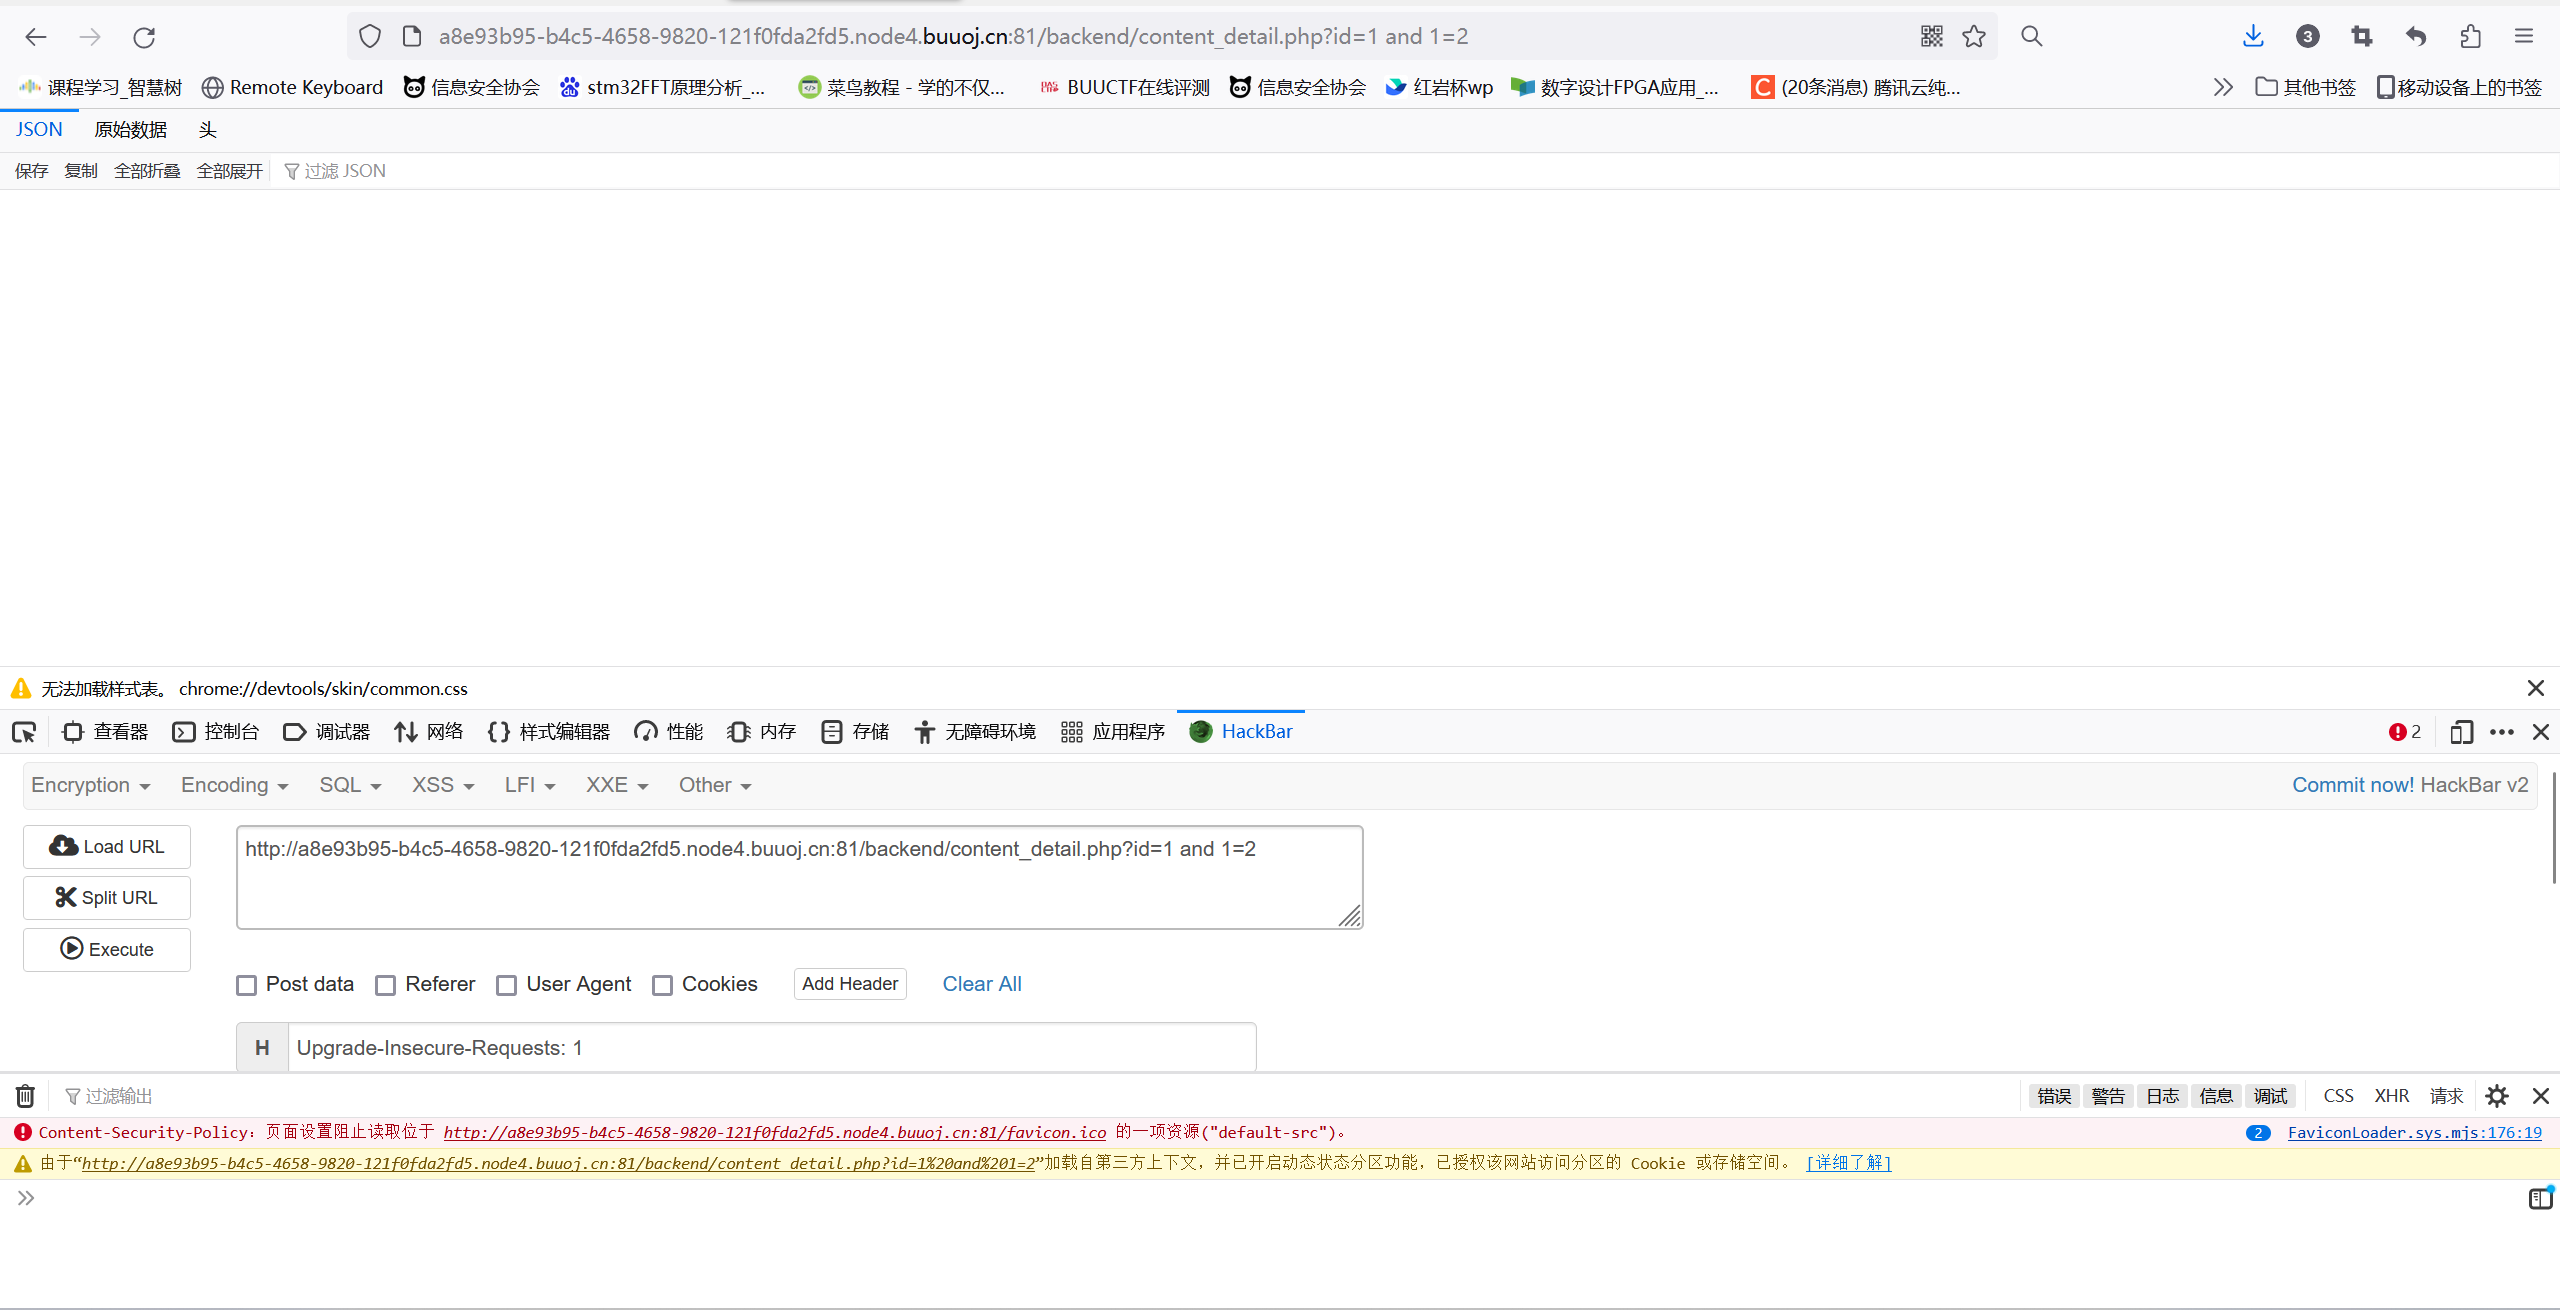 a8e93b95-b4c5-4658-9820-121f0fda2fd5.node4.buuoj.cn:81/backend/content_detail.php?id=1 and 1=2
3
课程学习_智慧树 Remote Keyboard 信息安全协会 stm32FFT原理分析_... 菜鸟教程 - 学的不仅... BUUCTF在线评测 信息安全协会 红岩杯wp 数字设计FPGA应用_... C (20条消息) 腾讯云纯... 其他书签 移动设备上的书签
JSON 原始数据 头
保存 复制 全部折叠 全部展开 过滤 JSON
无法加载样式表。 chrome://devtools/skin/common.css
查看器 控制台 调试器 网络 样式编辑器 性能 内存 存储 无障碍环境 应用程序 HackBar 2
Encryption Encoding SQL XSS LFI XXE Other Commit now! HackBar v2
Load URL
http://a8e93b95-b4c5-4658-9820-121f0fda2fd5.node4.buuoj.cn:81/backend/content_detail.php?id=1 and 1=2
Split URL
Execute
Post data Referer User Agent Cookies Add Header Clear All
H Upgrade-Insecure-Requests: 1
过滤输出 错误 警告 日志 信息 调试 CSS XHR 请求
Content-Security-Policy：页面设置阻止读取位于 http://a8e93b95-b4c5-4658-9820-121f0fda2fd5.node4.buuoj.cn:81/favicon.ico 的一项资源("default-src")。 2 FaviconLoader.sys.mjs:176:19
由于“http://a8e93b95-b4c5-4658-9820-121f0fda2fd5.node4.buuoj.cn:81/backend/content_detail.php?id=1%20and%201=2”加载自第三方上下文，并已开启动态状态分区功能，已授权该网站访问分区的 Cookie 或存储空间。 [详细了解]